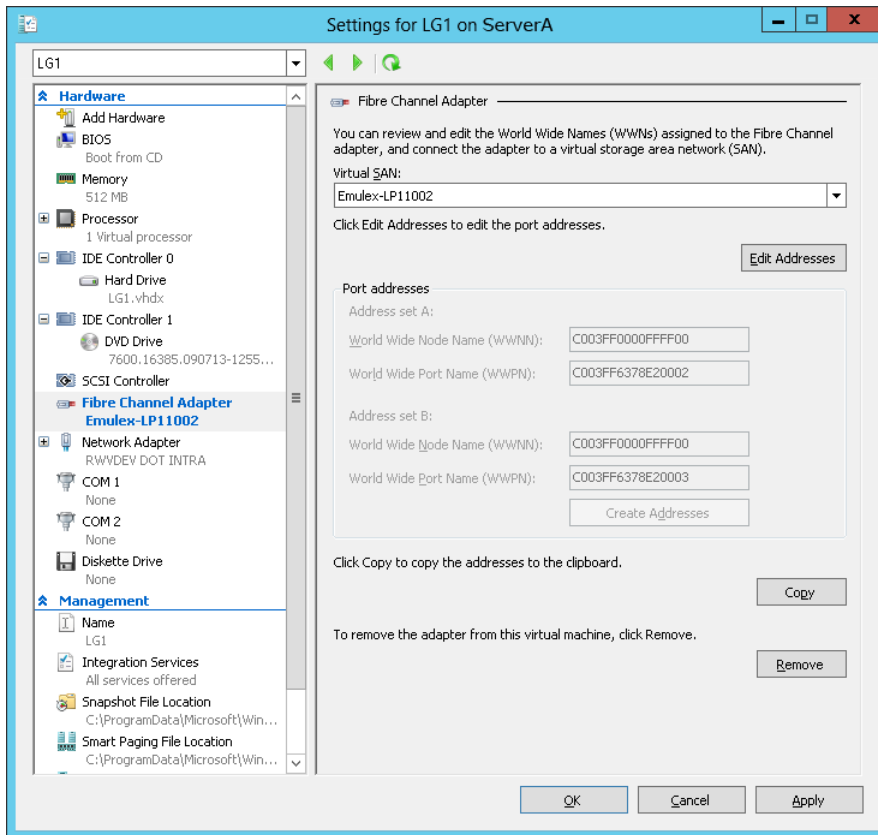 Settings for LG1 on ServerA
LG1
Hardware
Add Hardware
BIOS
Boot from CD
Memory
512 MB
Processor
1 Virtual processor
IDE Controller 0
Hard Drive
LG1.vhdx
IDE Controller 1
DVD Drive
7600.16385.090713-1255...
SCSI Controller
Fibre Channel Adapter
Emulex-LP11002
Network Adapter
RWVDEV DOT INTRA
COM 1
None
COM 2
None
Diskette Drive
None
Management
Name
LG1
Integration Services
All services offered
Snapshot File Location
C:\ProgramData\Microsoft\Win...
Smart Paging File Location
C:\ProgramData\Microsoft\Win...
Fibre Channel Adapter
You can review and edit the World Wide Names (WWNs) assigned to the Fibre Channel
adapter, and connect the adapter to a virtual storage area network (SAN).
Virtual SAN:
Emulex-LP11002
Click Edit Addresses to edit the port addresses.
Edit Addresses
Port addresses
Address set A:
World Wide Node Name (WWNN): C003FF0000FFFF00
World Wide Port Name (WWPN): C003FF6378E20002
Address set B:
World Wide Node Name (WWNN): C003FF0000FFFF00
World Wide Port Name (WWPN): C003FF6378E20003
Create Addresses
Click Copy to copy the addresses to the clipboard.
Copy
To remove the adapter from this virtual machine, click Remove.
Remove
OK Cancel Apply